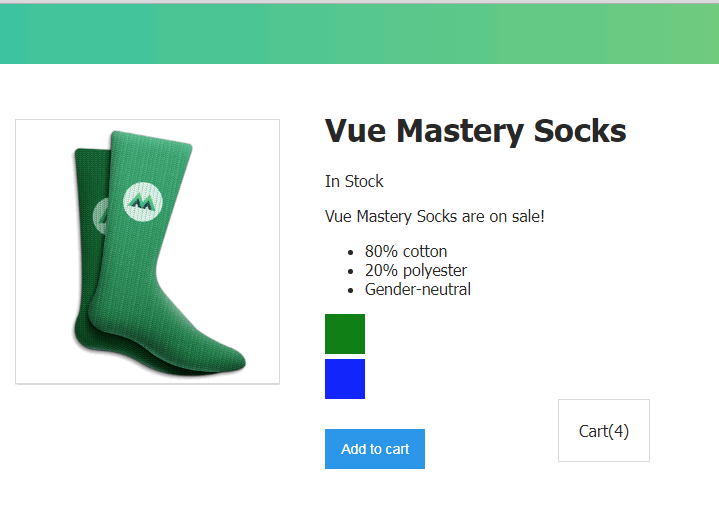 Vue Mastery Socks
In Stock
Vue Mastery Socks are on sale!
80% cotton
20% polyester
Gender-neutral
Cart(4)
Add to cart